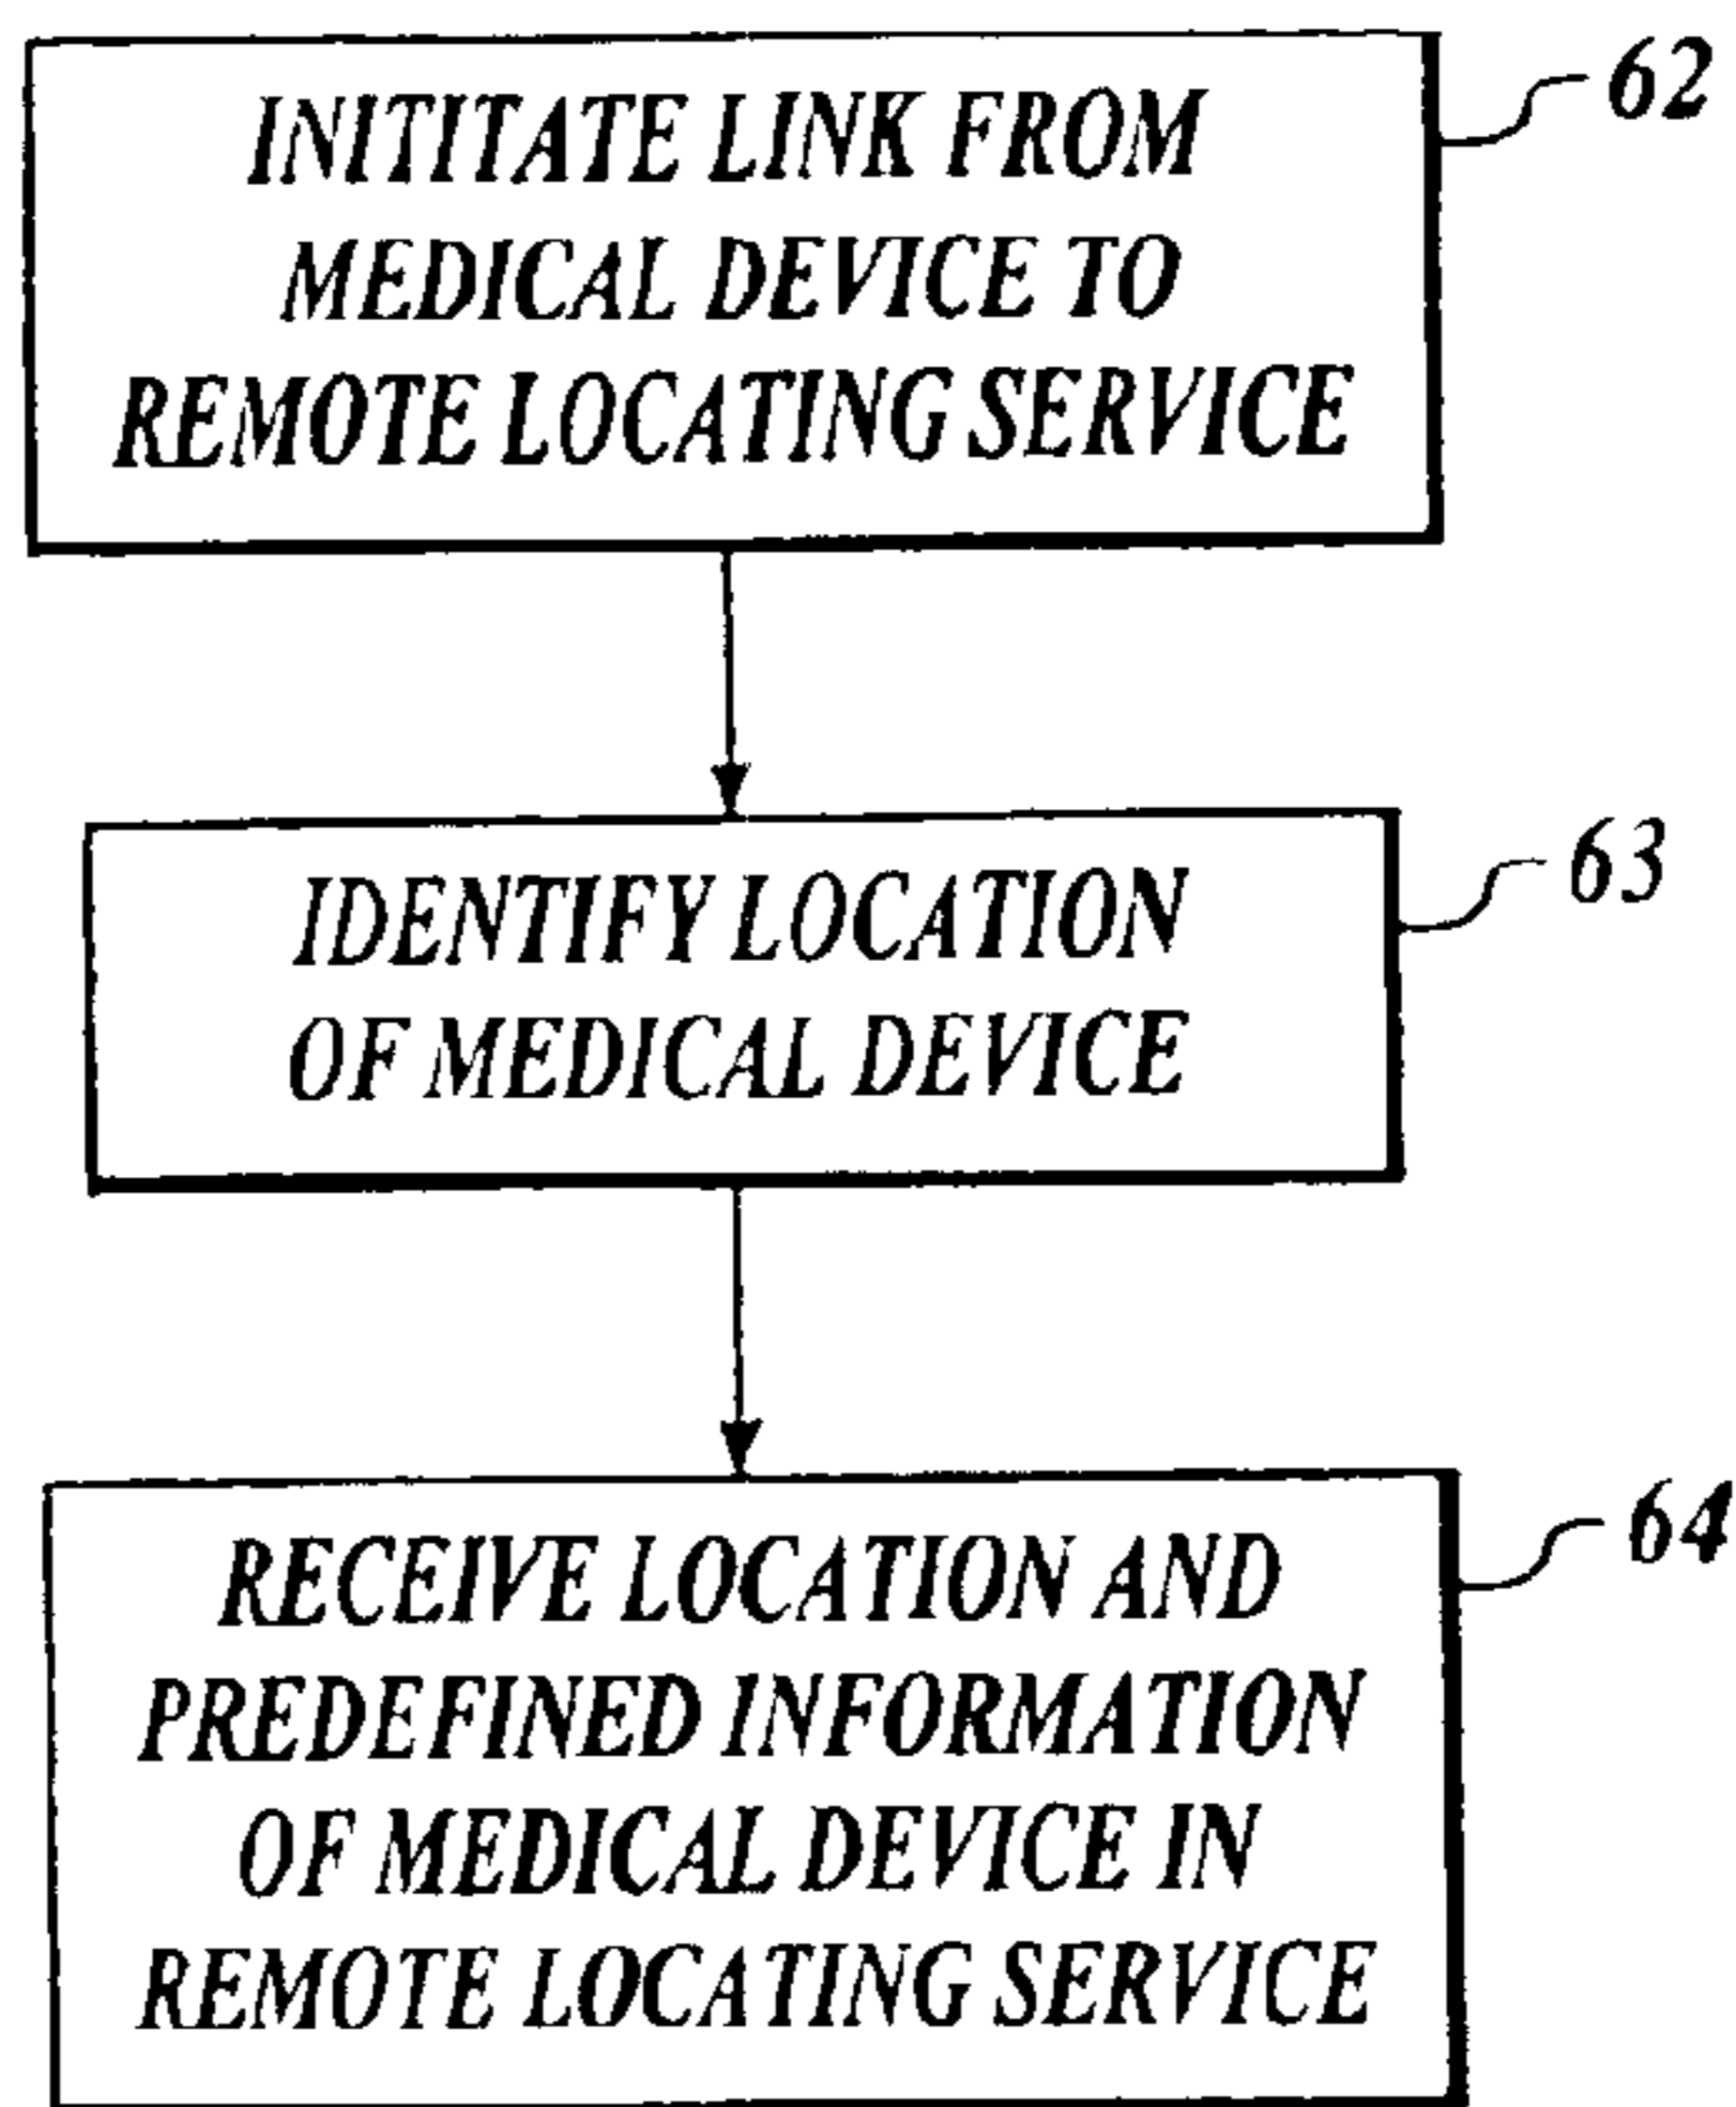 INITITATE LINK FROM
62
MEDICAL DEVICE TO
REMOTE LOCATING SERVICE
IDENTIFY LOCATION
63
OF MEDICAL DEVICE
RECEIVE LOCATION AND
64
PREDEFINED INFORMATION
OF MEDICAL DEVICE IN
REMOTE LOCATING SERVICE